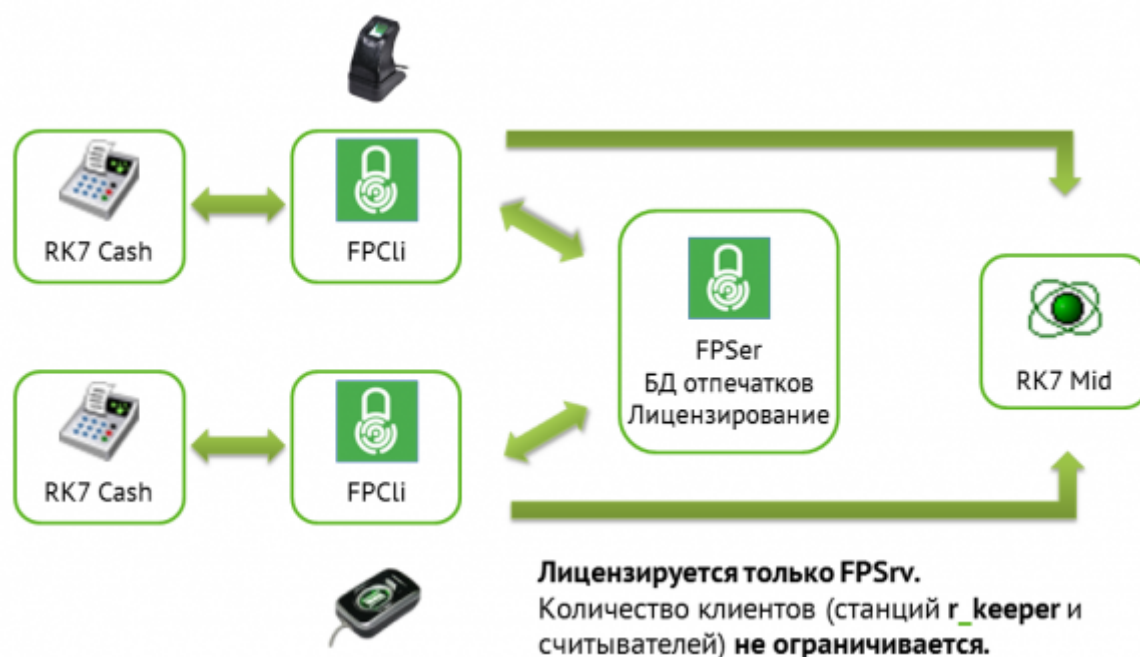 RK7 Cash
FPCli
FPSer
БД отпечатков
Лицензирование
RK7 Mid
RK7 Cash
FPCli
Лицензируется только FPSrv.
Количество клиентов (станций r_keeper и
считывателей) не ограничивается.